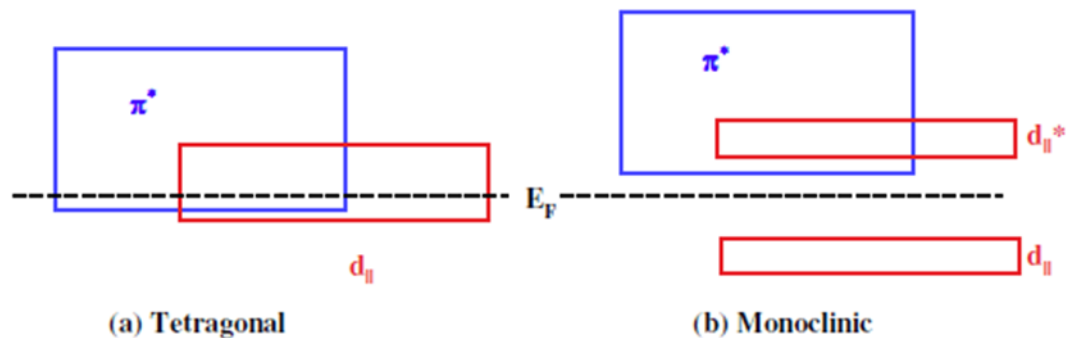 π*
π*
d||*
E_F
d||
d||
(a) Tetragonal
(b) Monoclinic